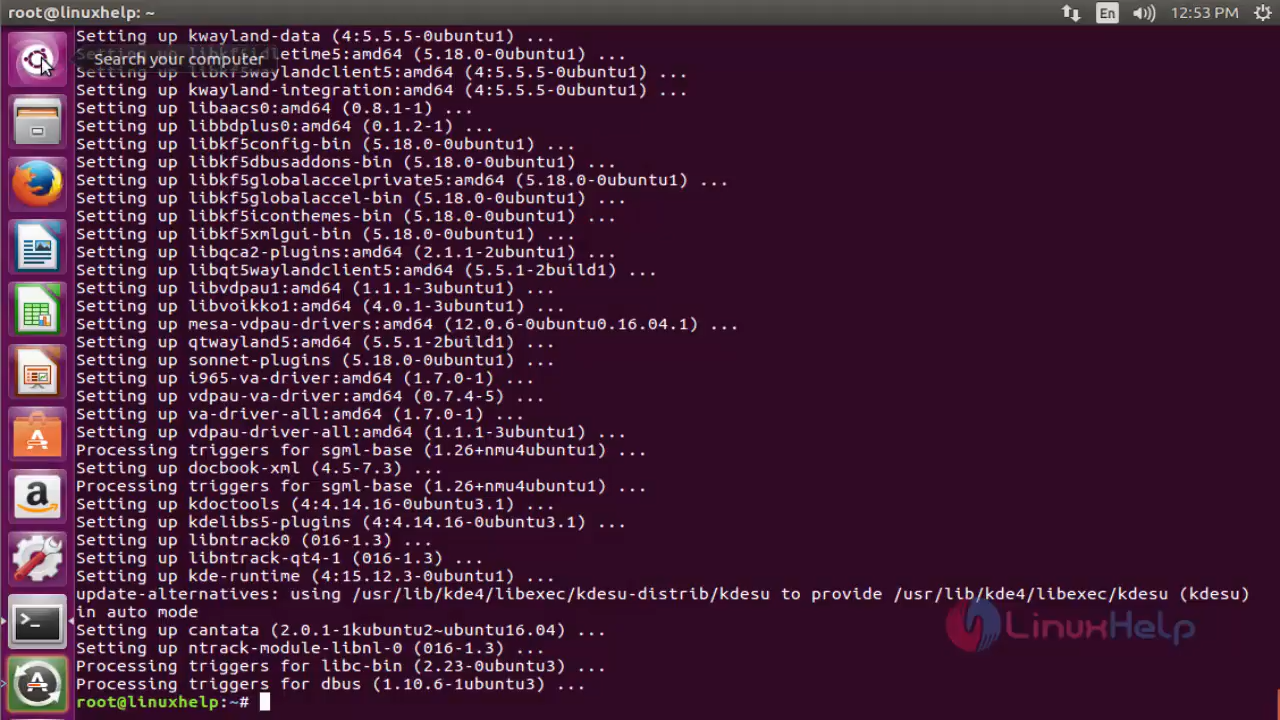 root@linuxhelp: ~
En
12:53 PM
Setting up kwayland-data (4:5.5.5-0ubuntu1) ...
Search your computer
Setting up libkf5idletime5:amd64 (5.18.0-0ubuntu1) ...
Setting up libkf5waylandclient5:amd64 (4:5.5.5-0ubuntu1) ...
Setting up kwayland-integration:amd64 (4:5.5.5-0ubuntu1) ...
Setting up libaacs0:amd64 (0.8.1-1) ...
Setting up libbdplus0:amd64 (0.1.2-1) ...
Setting up libkf5config-bin (5.18.0-0ubuntu1) ...
Setting up libkf5dbusaddons-bin (5.18.0-0ubuntu1) ...
Setting up libkf5globalaccelprivate5:amd64 (5.18.0-0ubuntu1) ...
Setting up libkf5globalaccel-bin (5.18.0-0ubuntu1) ...
Setting up libkf5iconthemes-bin (5.18.0-0ubuntu1) ...
Setting up libkf5xmlgui-bin (5.18.0-0ubuntu1) ...
Setting up libqca2-plugins:amd64 (2.1.1-2ubuntu1) ...
Setting up libqt5waylandclient5:amd64 (5.5.1-2build1) ...
Setting up libvdpau1:amd64 (1.1.1-3ubuntu1) ...
Setting up libvoikko1:amd64 (4.0.1-3ubuntu1) ...
Setting up mesa-vdpau-drivers:amd64 (12.0.6-0ubuntu0.16.04.1) ...
Setting up qtwayland5:amd64 (5.5.1-2build1) ...
Setting up sonnet-plugins (5.18.0-0ubuntu1) ...
Setting up i965-va-driver:amd64 (1.7.0-1) ...
Setting up vdpau-va-driver:amd64 (0.7.4-5) ...
Setting up va-driver-all:amd64 (1.7.0-1) ...
Setting up vdpau-driver-all:amd64 (1.1.1-3ubuntu1) ...
Processing triggers for sgml-base (1.26+nmu4ubuntu1) ...
Setting up docbook-xml (4.5-7.3) ...
Processing triggers for sgml-base (1.26+nmu4ubuntu1) ...
Setting up kdoctools (4:4.14.16-0ubuntu3.1) ...
Setting up kdelibs5-plugins (4:4.14.16-0ubuntu3.1) ...
Setting up libntrack0 (016-1.3) ...
Setting up libntrack-qt4-1 (016-1.3) ...
Setting up kde-runtime (4:15.12.3-0ubuntu1) ...
update-alternatives: using /usr/lib/kde4/libexec/kdesu-distrib/kdesu to provide /usr/lib/kde4/libexec/kdesu (kdesu)
in auto mode
Setting up cantata (2.0.1-1kubuntu2~ubuntu16.04) ...
LinuxHelp
Setting up ntrack-module-libnl-0 (016-1.3) ...
Processing triggers for libc-bin (2.23-0ubuntu3) ...
Processing triggers for dbus (1.10.6-1ubuntu3) ...
root@linuxhelp:~#